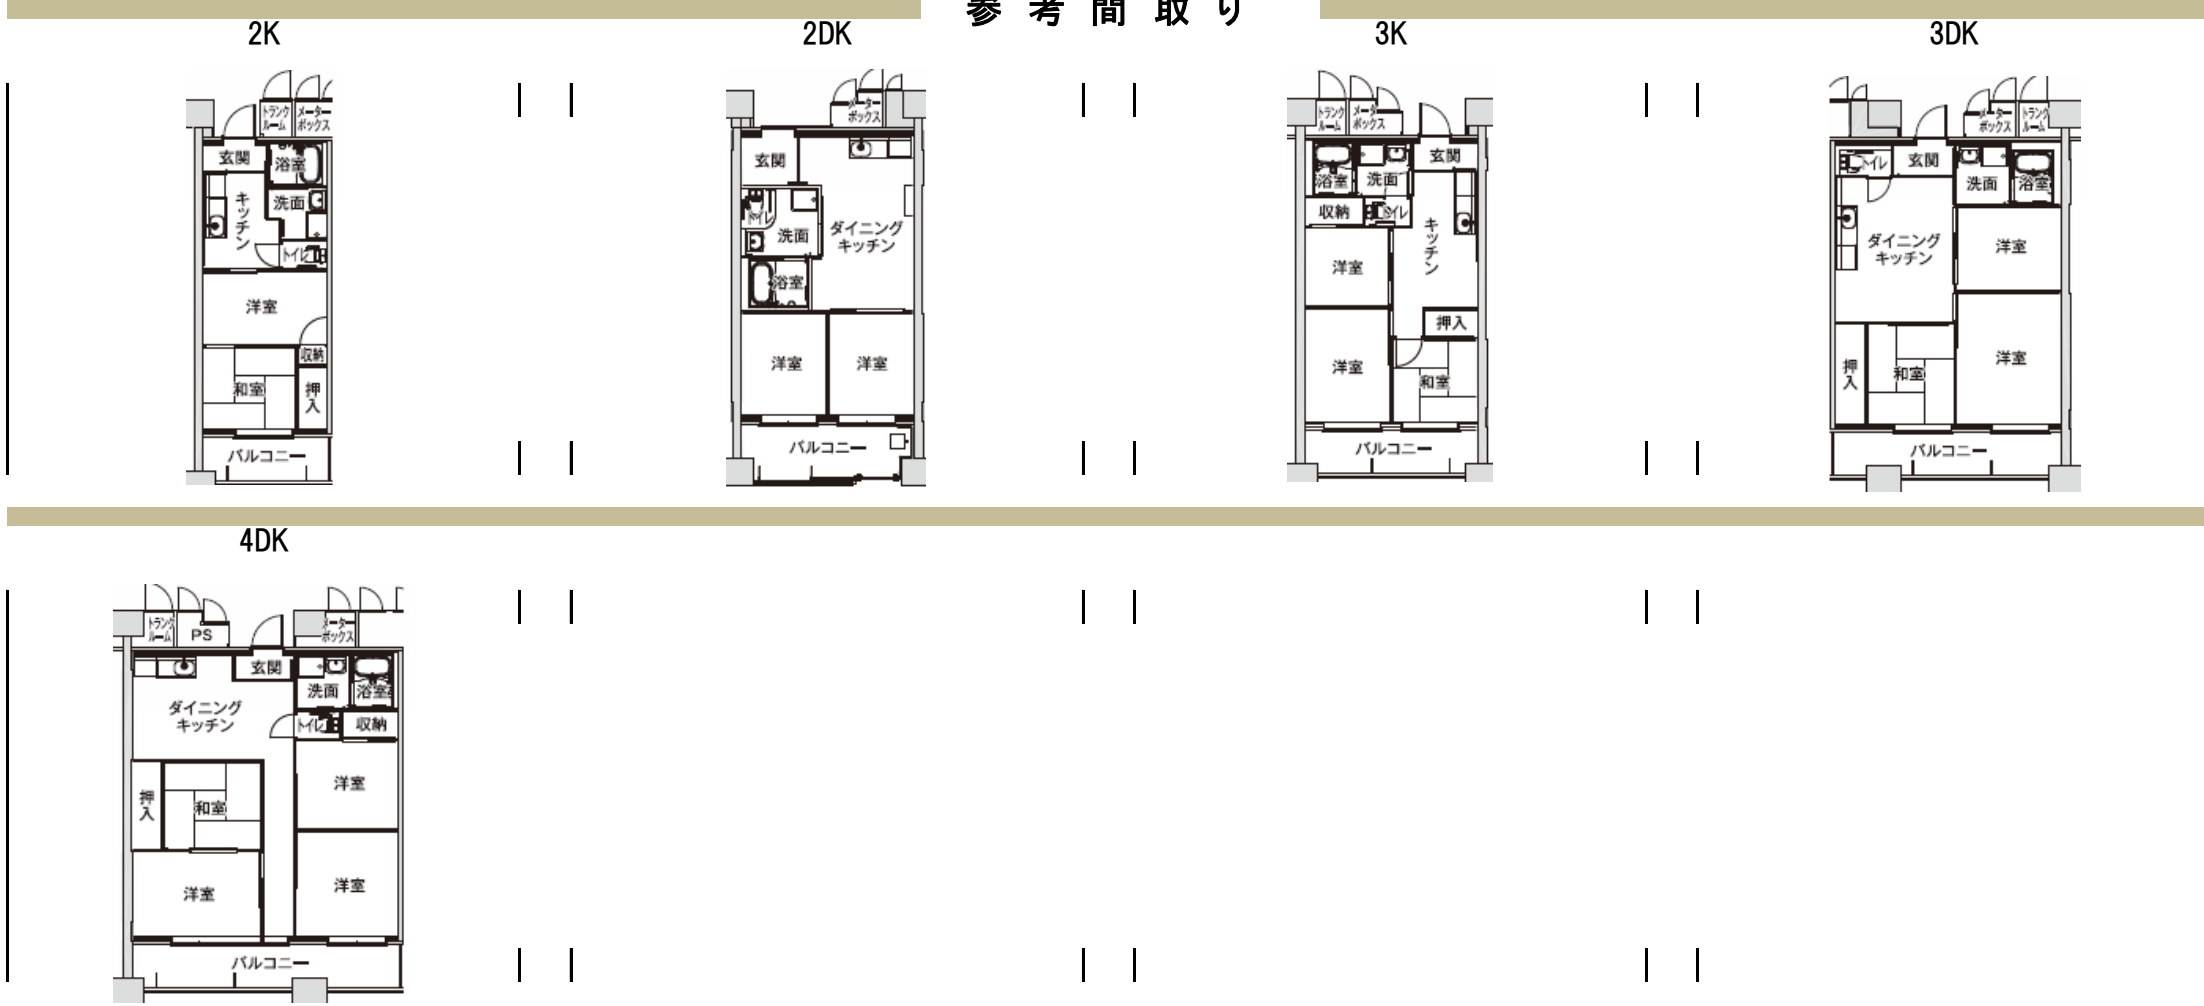 参考間取り
2K
2DK
3K
3DK
トランク
ルーム
メーター
ボックス
玄関
浴室
キッチン
洗面
トイレ
洋室
収納
和室
押入
バルコニー
メーター
ボックス
玄関
トイレ
洗面
ダイニング
キッチン
浴室
洋室
洋室
バルコニー
トランク
ルーム
メーター
ボックス
玄関
浴室
洗面
収納
トイレ
キッチン
洋室
押入
洋室
和室
バルコニー
メーター
ボックス
トランク
ルーム
トイレ
玄関
洗面
浴室
ダイニング
キッチン
洋室
洋室
押入
和室
バルコニー
4DK
トランク
ルーム
PS
メーター
ボックス
玄関
洗面
浴室
ダイニング
キッチン
トイレ
収納
洋室
押入
和室
洋室
洋室
バルコニー